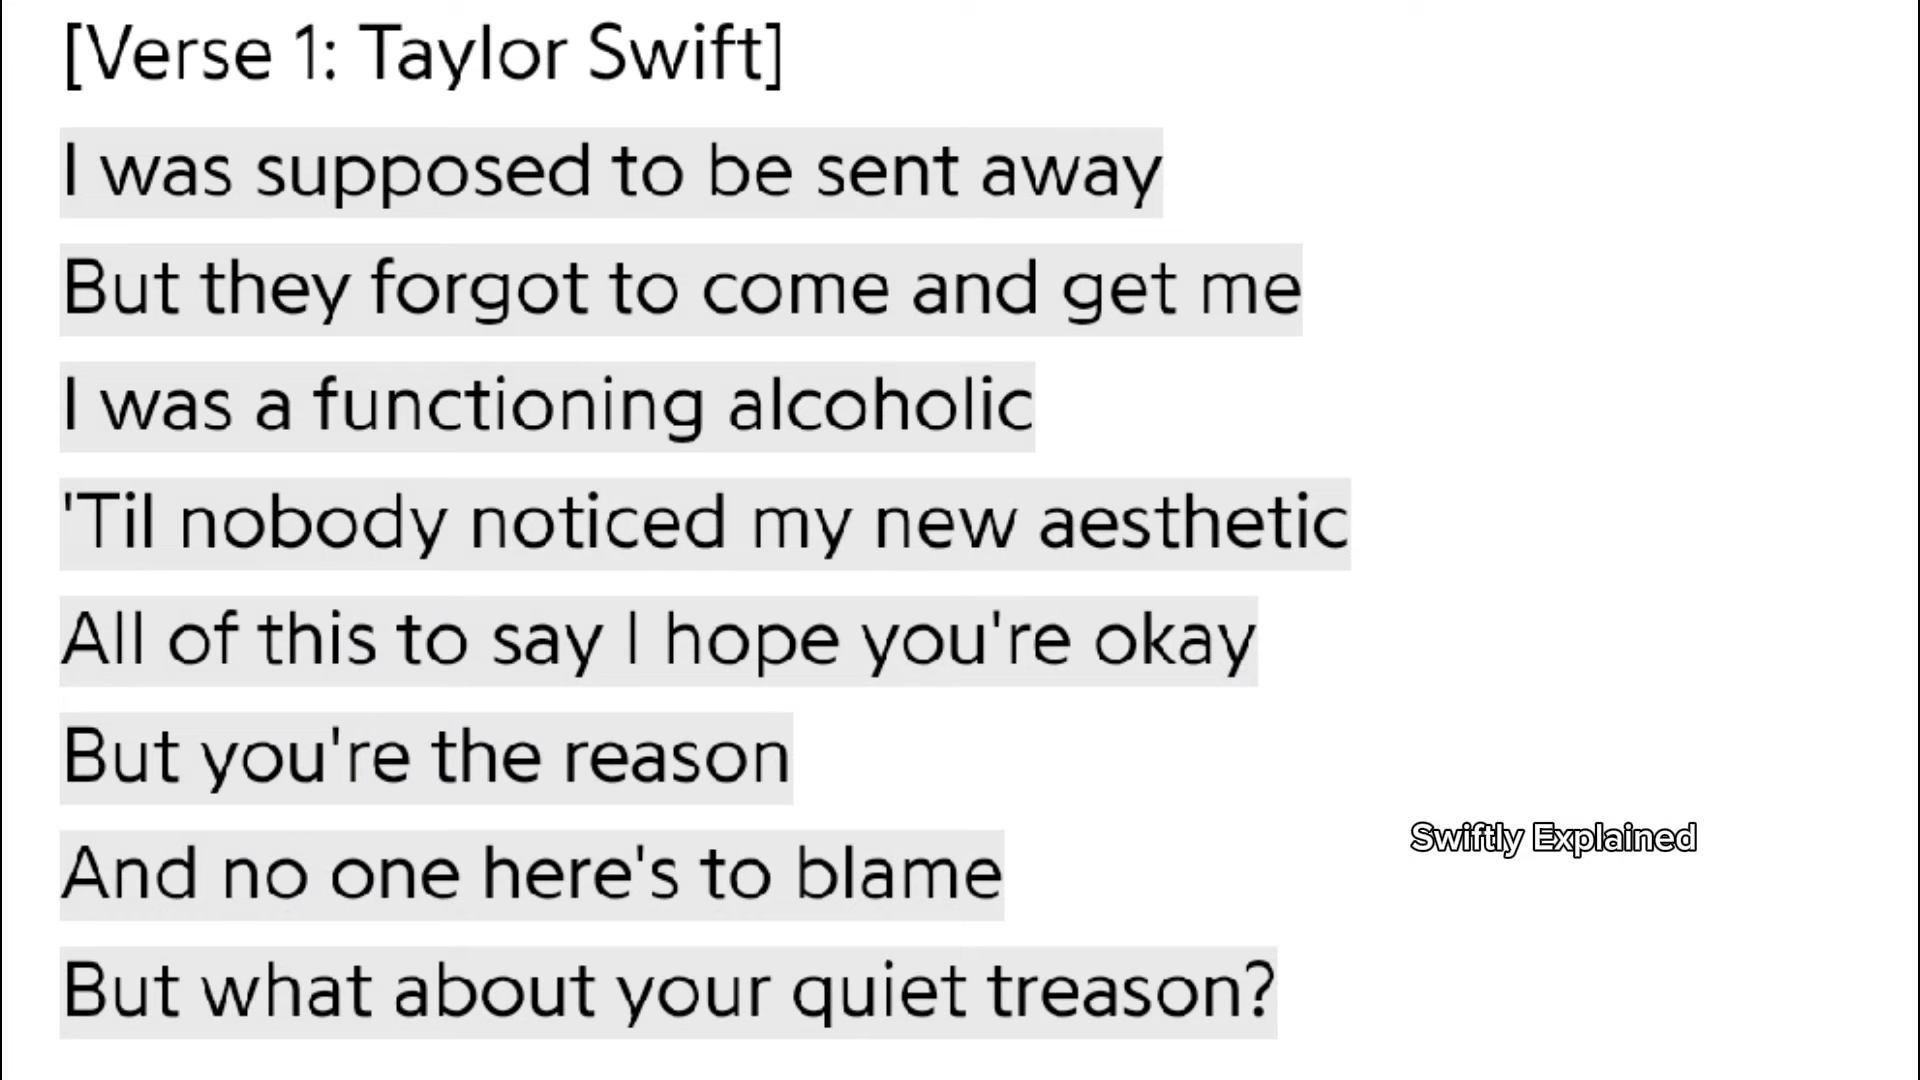 [Verse 1: Taylor Swift]
I was supposed to be sent away
But they forgot to come and get me
I was a functioning alcoholic
'Til nobody noticed my new aesthetic
All of this to say I hope you're okay
But you're the reason
And no one here's to blame
But what about your quiet treason?
Swiftly Explained